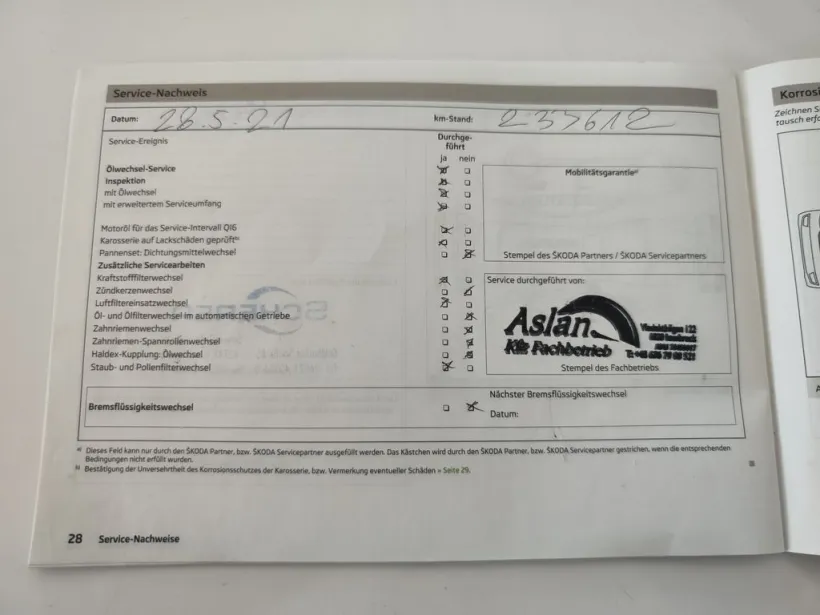 Service-Nachweis
Datum: 28.5.21 km-Stand: 237612
Service-Ereignis Durchge-
führt
ja nein
Ölwechsel-Service
Inspektion
mit Ölwechsel
mit erweitertem Serviceumfang
Motoröl für das Service-Intervall QI6
Karosserie auf Lackschäden geprüft b)
Pannenset: Dichtungsmittelwechsel
Zusätzliche Servicearbeiten
Kraftstofffilterwechsel
Zündkerzenwechsel
Luftfiltereinsatzwechsel
Öl- und Ölfilterwechsel im automatischen Getriebe
Zahnriemenwechsel
Zahnriemen-Spannrollenwechsel
Haldex-Kupplung: Ölwechsel
Staub- und Pollenfilterwechsel
Mobilitätsgarantie a)
Stempel des ŠKODA Partners / ŠKODA Servicepartners
Service durchgeführt von:
Aslan
Kfz Fachbetrieb
Stempel des Fachbetriebs
Bremsflüssigkeitswechsel
Nächster Bremsflüssigkeitswechsel
Datum:
a) Dieses Feld kann nur durch den ŠKODA Partner, bzw. ŠKODA Servicepartner ausgefüllt werden. Das Kästchen wird durch den ŠKODA Servicepartner gestrichen, wenn die entsprechenden
Bedingungen nicht erfüllt wurden.
b) Bestätigung der Unversehrtheit des Korrosionsschutzes der Karosserie, bzw. Vermerkung eventueller Schäden » Seite 29.
28 Service-Nachweise
Korrosi
Zeichnen S
tausch erfo